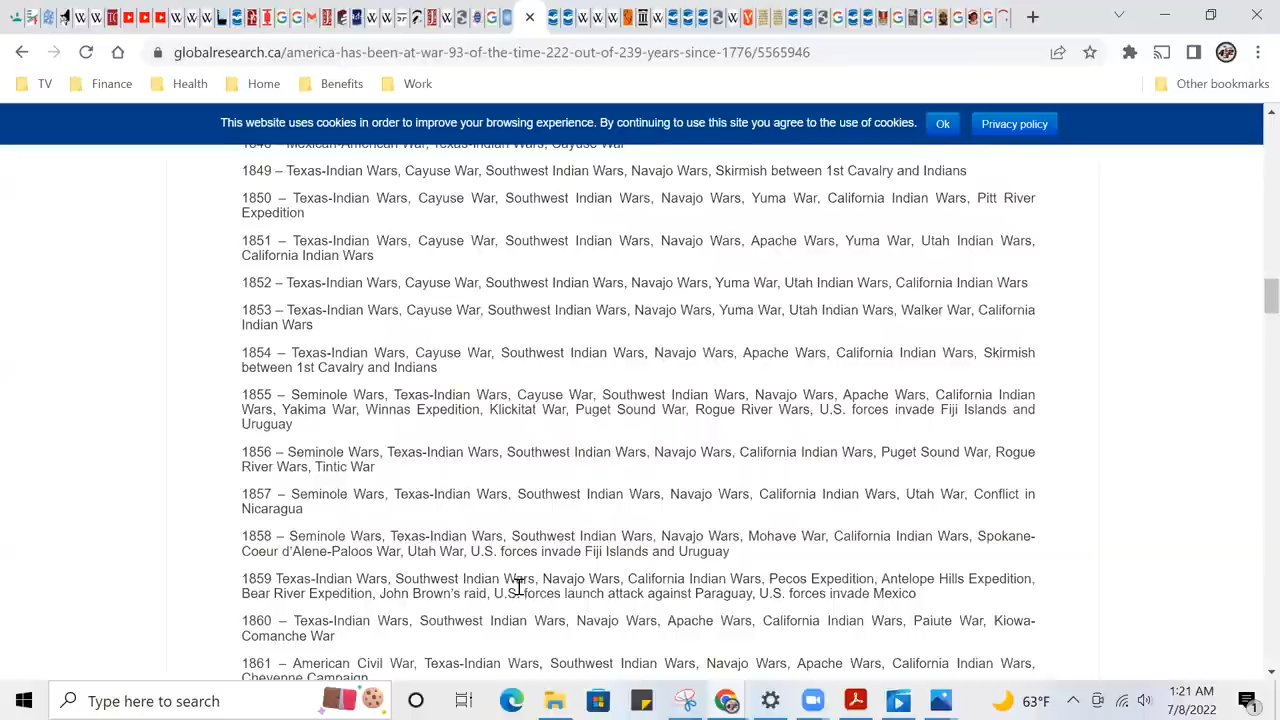 globalresearch.ca/america-has-been-at-war-93-of-the-time-222-out-of-239-years-since-1776/5565946
TV Finance Health Home Benefits Work Other bookmarks
This website uses cookies in order to improve your browsing experience. By continuing to use this site you agree to the use of cookies. Ok Privacy policy
1848 – Mexican-American War, Texas-Indian Wars, Cayuse War
1849 – Texas-Indian Wars, Cayuse War, Southwest Indian Wars, Navajo Wars, Skirmish between 1st Cavalry and Indians
1850 – Texas-Indian Wars, Cayuse War, Southwest Indian Wars, Navajo Wars, Yuma War, California Indian Wars, Pitt River
Expedition
1851 – Texas-Indian Wars, Cayuse War, Southwest Indian Wars, Navajo Wars, Apache Wars, Yuma War, Utah Indian Wars,
California Indian Wars
1852 – Texas-Indian Wars, Cayuse War, Southwest Indian Wars, Navajo Wars, Yuma War, Utah Indian Wars, California Indian Wars
1853 – Texas-Indian Wars, Cayuse War, Southwest Indian Wars, Navajo Wars, Yuma War, Utah Indian Wars, Walker War, California
Indian Wars
1854 – Texas-Indian Wars, Cayuse War, Southwest Indian Wars, Navajo Wars, Apache Wars, California Indian Wars, Skirmish
between 1st Cavalry and Indians
1855 – Seminole Wars, Texas-Indian Wars, Cayuse War, Southwest Indian Wars, Navajo Wars, Apache Wars, California Indian
Wars, Yakima War, Winnas Expedition, Klickitat War, Puget Sound War, Rogue River Wars, U.S. forces invade Fiji Islands and
Uruguay
1856 – Seminole Wars, Texas-Indian Wars, Southwest Indian Wars, Navajo Wars, California Indian Wars, Puget Sound War, Rogue
River Wars, Tintic War
1857 – Seminole Wars, Texas-Indian Wars, Southwest Indian Wars, Navajo Wars, California Indian Wars, Utah War, Conflict in
Nicaragua
1858 – Seminole Wars, Texas-Indian Wars, Southwest Indian Wars, Navajo Wars, Mohave War, California Indian Wars, Spokane-
Coeur d'Alene-Paloos War, Utah War, U.S. forces invade Fiji Islands and Uruguay
1859 Texas-Indian Wars, Southwest Indian Wars, Navajo Wars, California Indian Wars, Pecos Expedition, Antelope Hills Expedition,
Bear River Expedition, John Brown's raid, U.S. forces launch attack against Paraguay, U.S. forces invade Mexico
1860 – Texas-Indian Wars, Southwest Indian Wars, Navajo Wars, Apache Wars, California Indian Wars, Paiute War, Kiowa-
Comanche War
1861 – American Civil War, Texas-Indian Wars, Southwest Indian Wars, Navajo Wars, Apache Wars, California Indian Wars,
Cheyenne Campaign
Type here to search
63°F
1:21 AM
7/8/2022